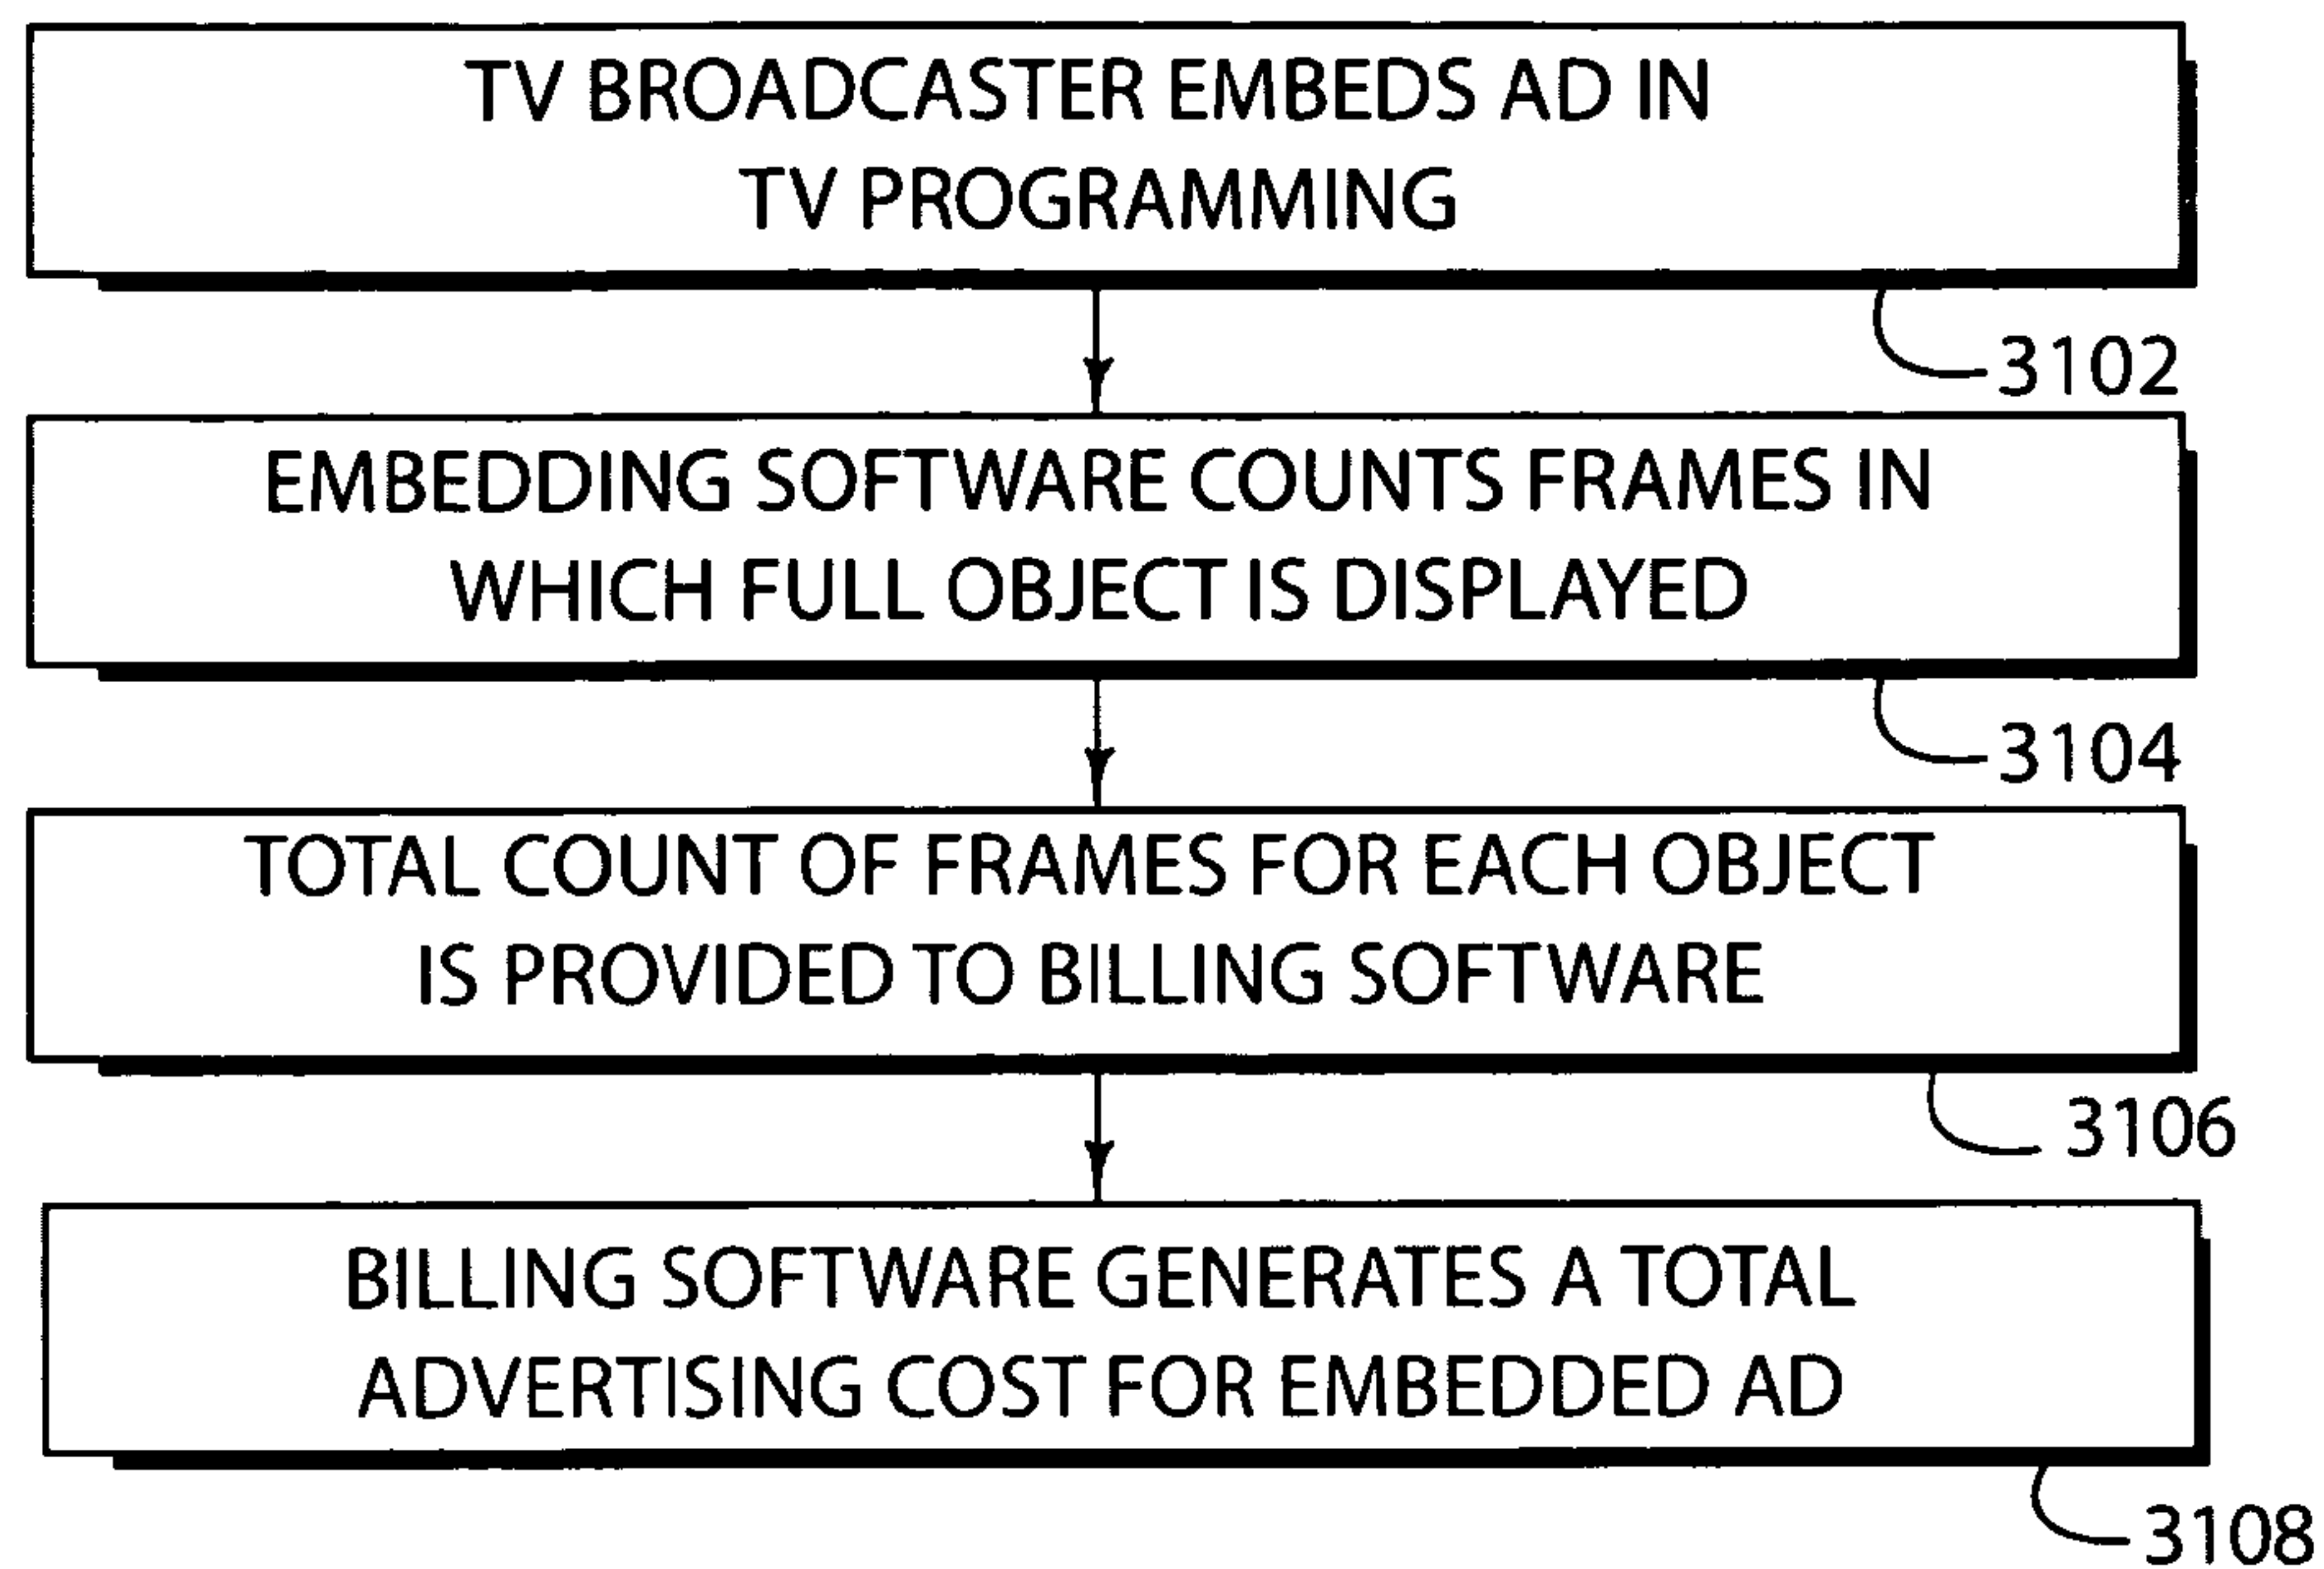 TV BROADCASTER EMBEDS AD IN
TV PROGRAMMING
3102
EMBEDDING SOFTWARE COUNTS FRAMES IN
WHICH FULL OBJECT IS DISPLAYED
3104
TOTAL COUNT OF FRAMES FOR EACH OBJECT
IS PROVIDED TO BILLING SOFTWARE
3106
BILLING SOFTWARE GENERATES A TOTAL
ADVERTISING COST FOR EMBEDDED AD
3108